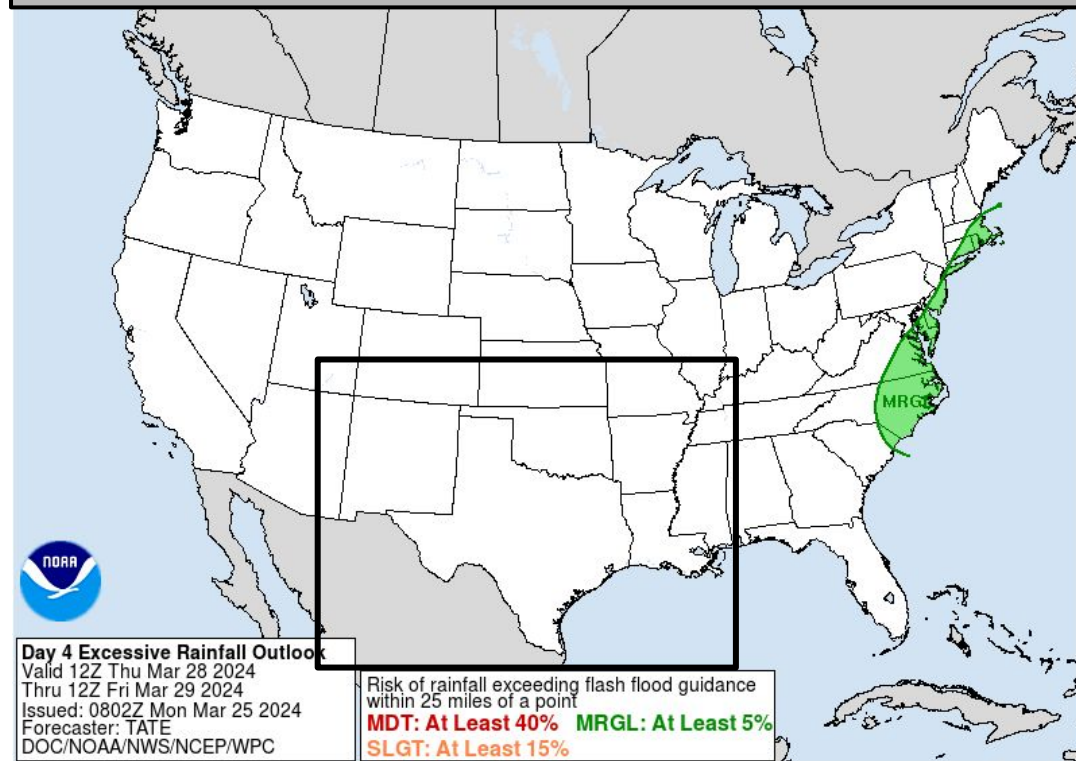 MRGL
NOAA
Day 4 Excessive Rainfall Outlook
Valid 12Z Thu Mar 28 2024
Thru 12Z Fri Mar 29 2024
Issued: 0802Z Mon Mar 25 2024
Forecaster: TATE
DOC/NOAA/NWS/NCEP/WPC
Risk of rainfall exceeding flash flood guidance
within 25 miles of a point
MDT: At Least 40% MRGL: At Least 5%
SLGT: At Least 15%